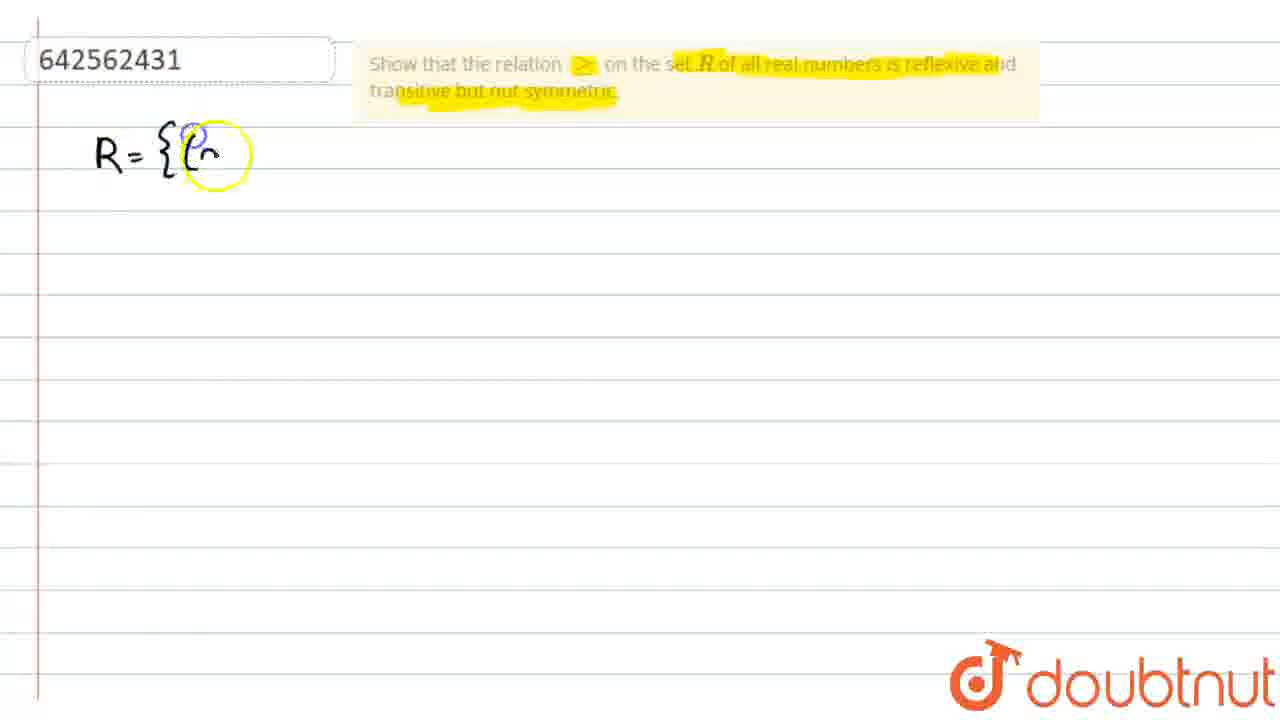 642562431
Show that the relation ≥ on the set R of all real numbers is reflexive and
transitive but not symmetric.
R = { (n
doubtnut